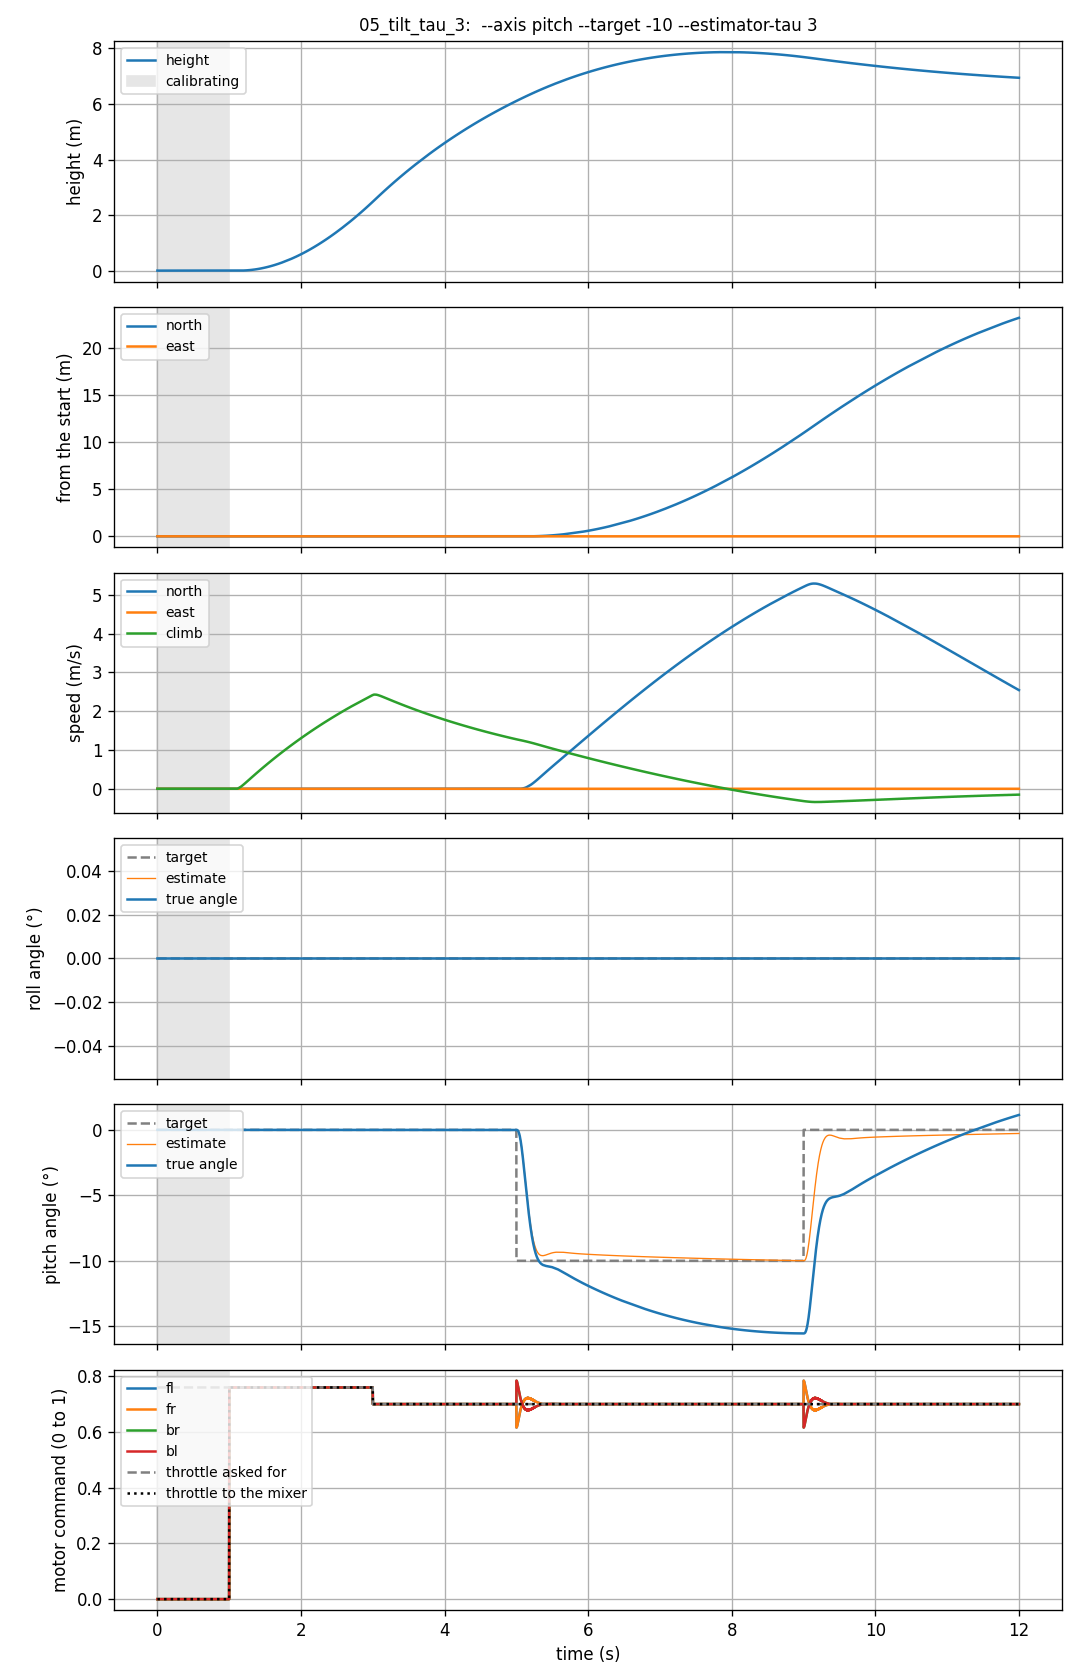 05_tilt_tau_3:  --axis pitch --target -10 --estimator-tau 3
height (m)
8
6
4
2
0
height
calibrating
from the start (m)
20
15
10
5
0
north
east
speed (m/s)
5
4
3
2
1
0
north
east
climb
roll angle (°)
0.04
0.02
0.00
−0.02
−0.04
target
estimate
true angle
pitch angle (°)
0
−5
−10
−15
target
estimate
true angle
motor command (0 to 1)
0.8
0.6
0.4
0.2
0.0
fl
fr
br
bl
throttle asked for
throttle to the mixer
0 2 4 6 8 10 12
time (s)